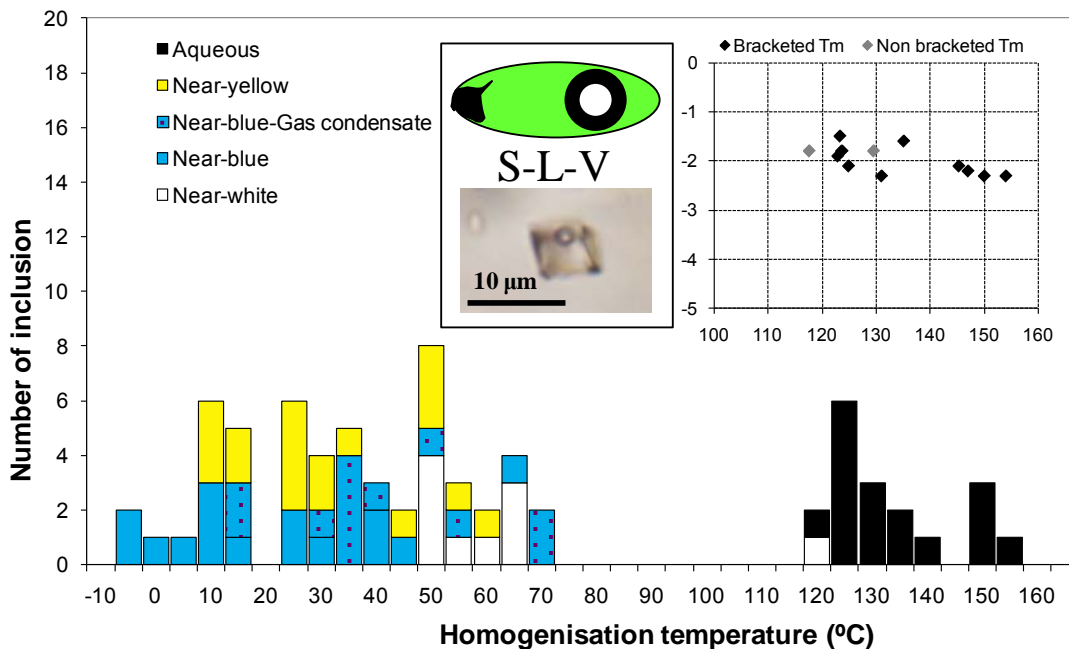 20
18
16
14
12
10
8
6
4
2
0
Number of inclusion
Aqueous
Near-yellow
Near-blue-Gas condensate
Near-blue
Near-white
S-L-V
10 μm
Bracketed Tm Non bracketed Tm
0
-1
-2
-3
-4
-5
100 110 120 130 140 150 160
-10 0 10 20 30 40 50 60 70 80 90 100 110 120 130 140 150 160
Homogenisation temperature (ºC)